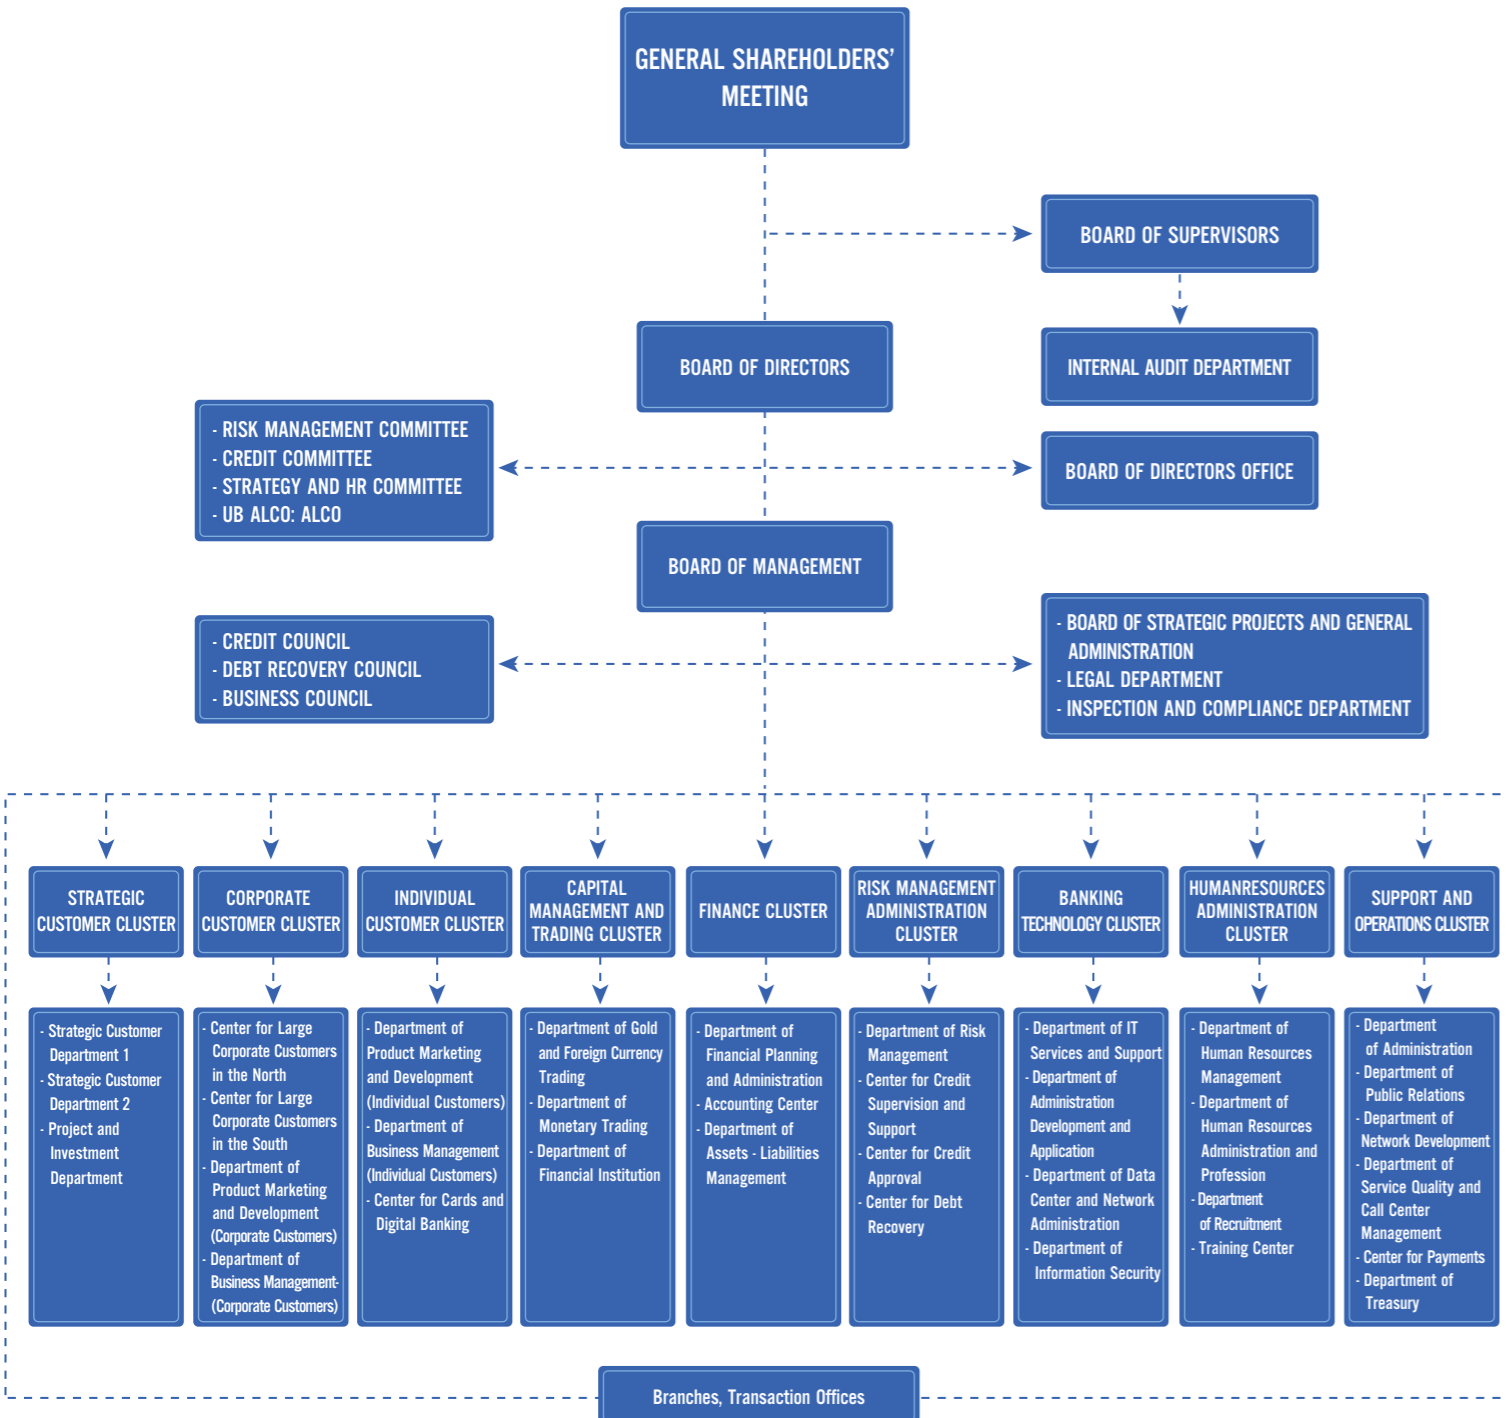 GENERAL SHAREHOLDERS'
MEETING
BOARD OF SUPERVISORS
BOARD OF DIRECTORS
INTERNAL AUDIT DEPARTMENT
- RISK MANAGEMENT COMMITTEE
- CREDIT COMMITTEE
- STRATEGY AND HR COMMITTEE
- UB ALCO: ALCO
BOARD OF DIRECTORS OFFICE
BOARD OF MANAGEMENT
- CREDIT COUNCIL
- DEBT RECOVERY COUNCIL
- BUSINESS COUNCIL
- BOARD OF STRATEGIC PROJECTS AND GENERAL
ADMINISTRATION
- LEGAL DEPARTMENT
- INSPECTION AND COMPLIANCE DEPARTMENT
STRATEGIC
CUSTOMER CLUSTER
CORPORATE
CUSTOMER CLUSTER
INDIVIDUAL
CUSTOMER CLUSTER
CAPITAL
MANAGEMENT AND
TRADING CLUSTER
FINANCE CLUSTER
RISK MANAGEMENT
ADMINISTRATION
CLUSTER
BANKING
TECHNOLOGY CLUSTER
HUMANRESOURCES
ADMINISTRATION
CLUSTER
SUPPORT AND
OPERATIONS CLUSTER
- Strategic Customer
Department 1
- Strategic Customer
Department 2
- Project and
Investment
Department
- Center for Large
Corporate Customers
in the North
- Center for Large
Corporate Customers
in the South
- Department of
Product Marketing
and Development
(Corporate Customers)
- Department of
Business Management-
(Corporate Customers)
- Department of
Product Marketing
and Development
(Individual Customers)
- Department of
Business Management
(Individual Customers)
- Center for Cards and
Digital Banking
- Department of Gold
and Foreign Currency
Trading
- Department of
Monetary Trading
- Department of
Financial Institution
- Department of
Financial Planning
and Administration
- Accounting Center
- Department of
Assets - Liabilities
Management
- Department of Risk
Management
- Center for Credit
Supervision and
Support
- Center for Credit
Approval
- Center for Debt
Recovery
- Department of IT
Services and Support
- Department of
Administration
Development and
Application
- Department of Data
Center and Network
Administration
- Department of
Information Security
- Department of
Human Resources
Management
- Department of
Human Resources
Administration and
Profession
- Department
of Recruitment
- Training Center
- Department
of Administration
- Department of
Public Relations
- Department of
Network Development
- Department of
Service Quality and
Call Center
Management
- Center for Payments
- Department of
Treasury
Branches, Transaction Offices